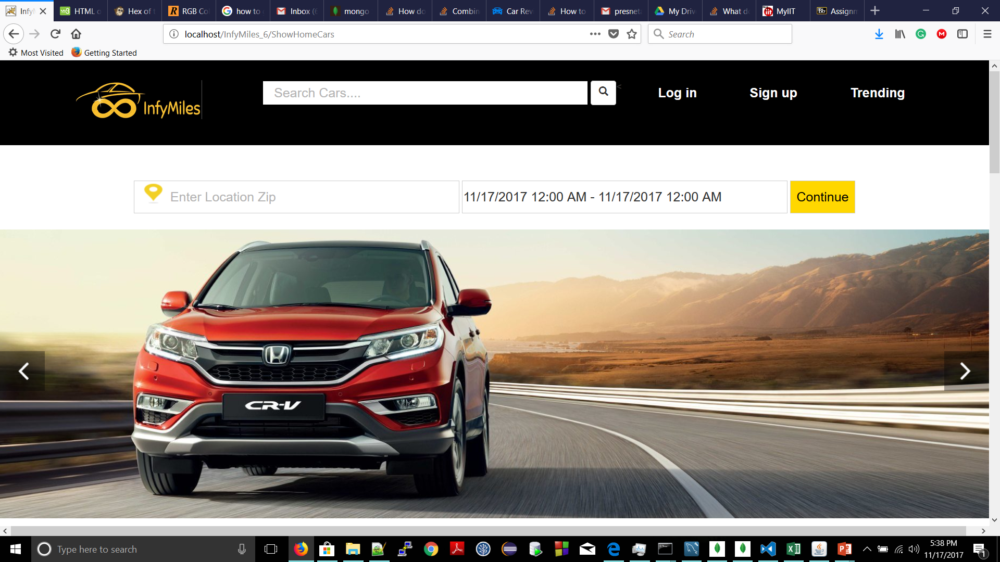 Infy
HTML o
Hex of t
RGB Co
how to
Inbox (6
mongo
How do
Combin
Car Rev
How to
presnet
My Driv
What d
MyIIT
Assignm
localhost/InfyMiles_6/ShowHomeCars
Search
Most Visited
Getting Started
InfyMiles
Search Cars....
<
Log in
Sign up
Trending
Enter Location Zip
11/17/2017 12:00 AM - 11/17/2017 12:00 AM
Continue
CR-V
Type here to search
5:38 PM
11/17/2017
1